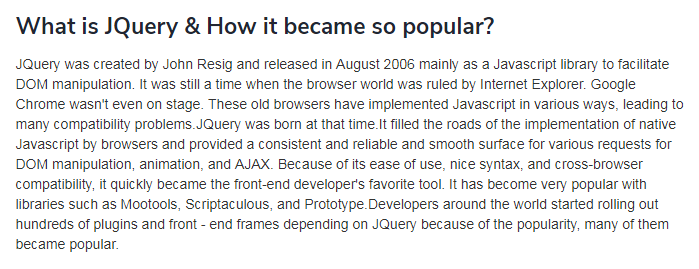 What is JQuery & How it became so popular?
JQuery was created by John Resig and released in August 2006 mainly as a Javascript library to facilitate
DOM manipulation. It was still a time when the browser world was ruled by Internet Explorer. Google
Chrome wasn't even on stage. These old browsers have implemented Javascript in various ways, leading to
many compatibility problems.JQuery was born at that time.It filled the roads of the implementation of native
Javascript by browsers and provided a consistent and reliable and smooth surface for various requests for
DOM manipulation, animation, and AJAX. Because of its ease of use, nice syntax, and cross-browser
compatibility, it quickly became the front-end developer's favorite tool. It has become very popular with
libraries such as Mootools, Scriptaculous, and Prototype.Developers around the world started rolling out
hundreds of plugins and front - end frames depending on JQuery because of the popularity, many of them
became popular.